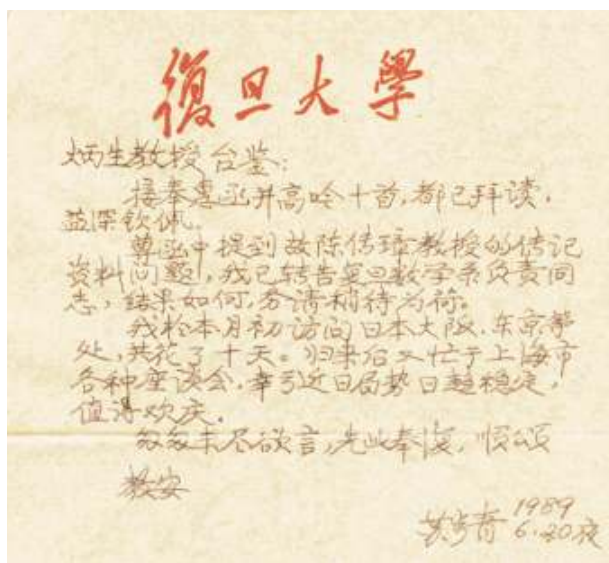 復旦大學
炳生教授台鉴:
接奉惠函并高吟十首,都已拜读,
益深钦佩。
尊函中提到故陈传璋教授的传记
资料问题,我已转告复旦数学系负责同
志,结果如何,务请稍待为荷。
我於本月初访问日本大阪、东京等
处,共花了十天。归来后又忙于上海市
各种座谈会,幸引近日局势日趋稳定,
值得欢庆。
匆匆未尽欲言,先此奉復,顺颂
教安
苏步青 1989
6.20夜